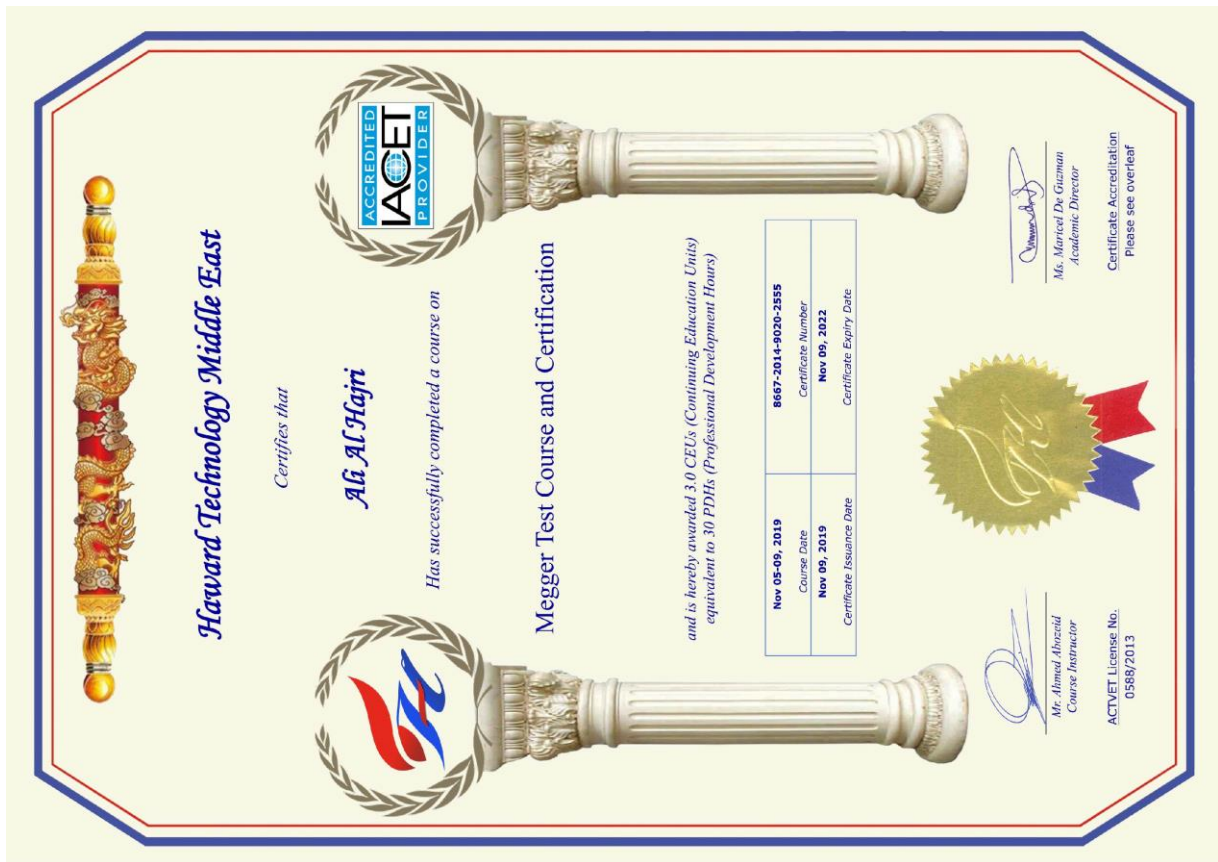 Haward Technology Middle East
Certifies that
ACCREDITED
IACET
PROVIDER
Ali Al Hajri
Has successfully completed a course on
Megger Test Course and Certification
and is hereby awarded 3.0 CEUs (Continuing Education Units)
equivalent to 30 PDHs (Professional Development Hours)
Nov 05-09, 2019
Course Date
8667-2014-9020-2555
Certificate Number
Nov 09, 2019
Certificate Issuance Date
Nov 09, 2022
Certificate Expiry Date
Mr. Ahmed Abozeid
Course Instructor
Ms. Maricel De Guzman
Academic Director
ACTVET License No.
0588/2013
Certificate Accreditation
Please see overleaf